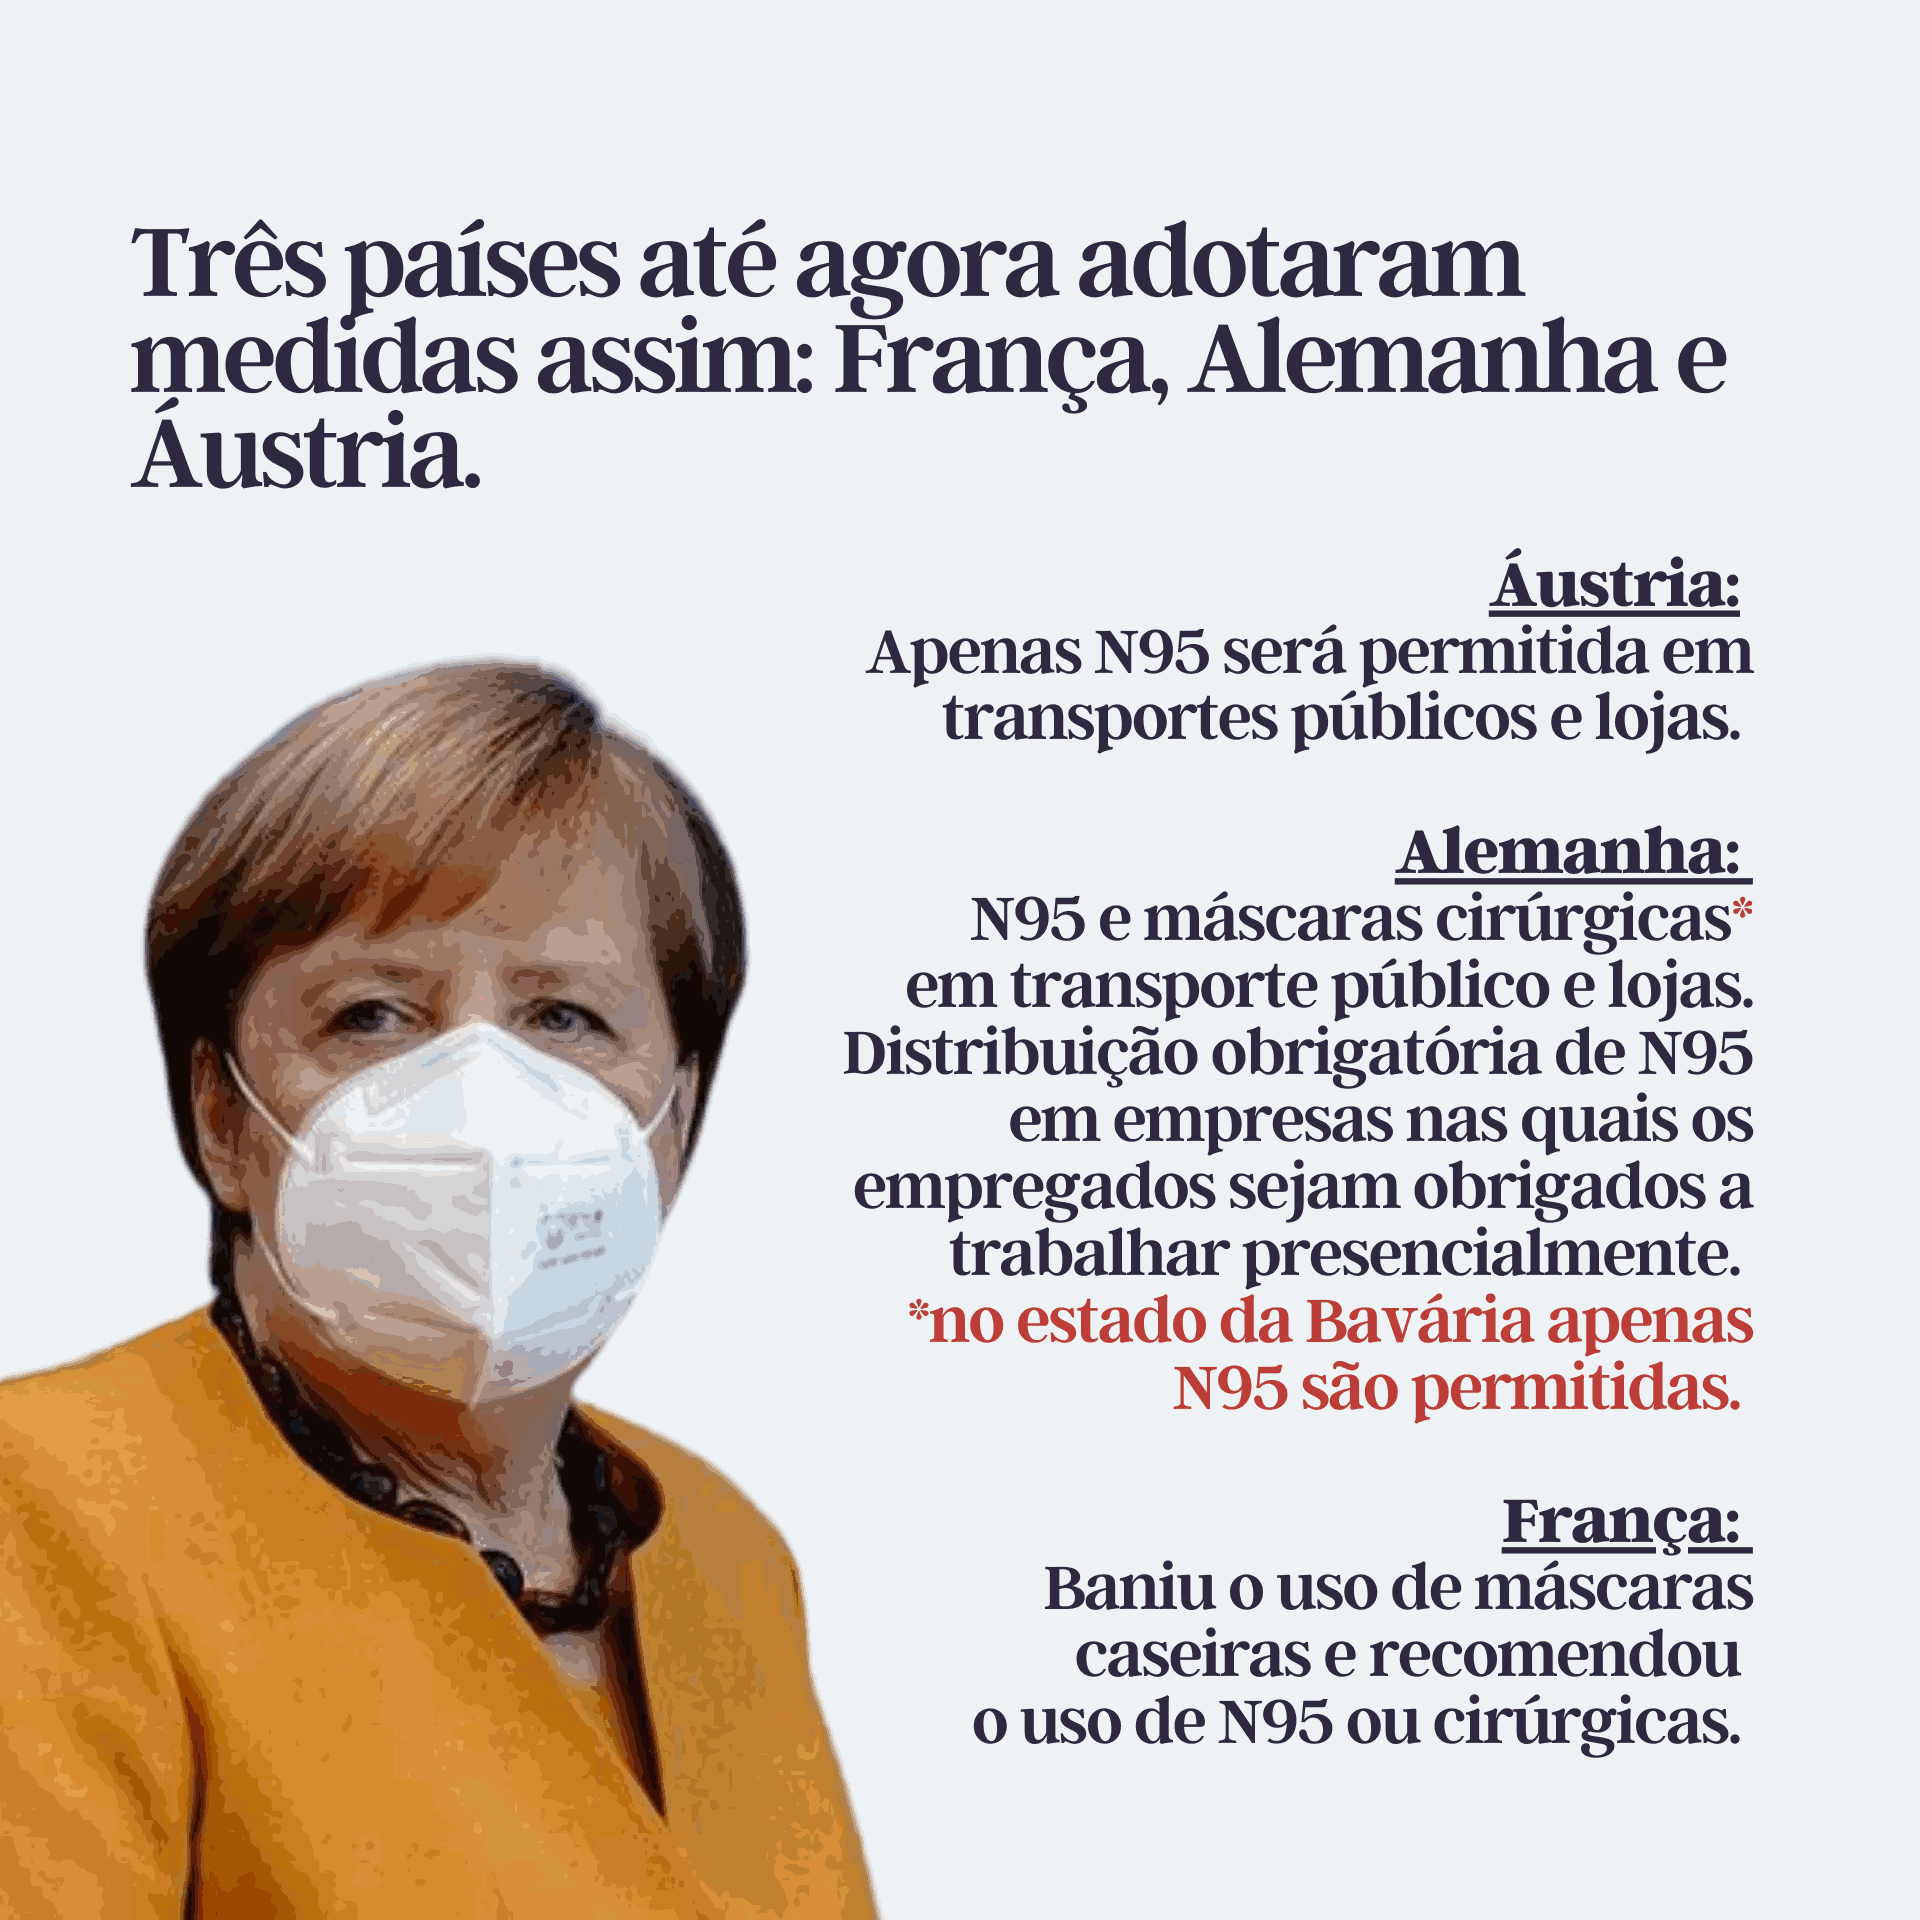 Três países até agora adotaram
medidas assim: França, Alemanha e
Áustria.
Áustria:
Apenas N95 será permitida em
transportes públicos e lojas.
Alemanha:
N95 e máscaras cirúrgicas*
em transporte público e lojas.
Distribuição obrigatória de N95
em empresas nas quais os
empregados sejam obrigados a
trabalhar presencialmente.
*no estado da Bavária apenas
N95 são permitidas.
França:
Baniu o uso de máscaras
caseiras e recomendou
o uso de N95 ou cirúrgicas.